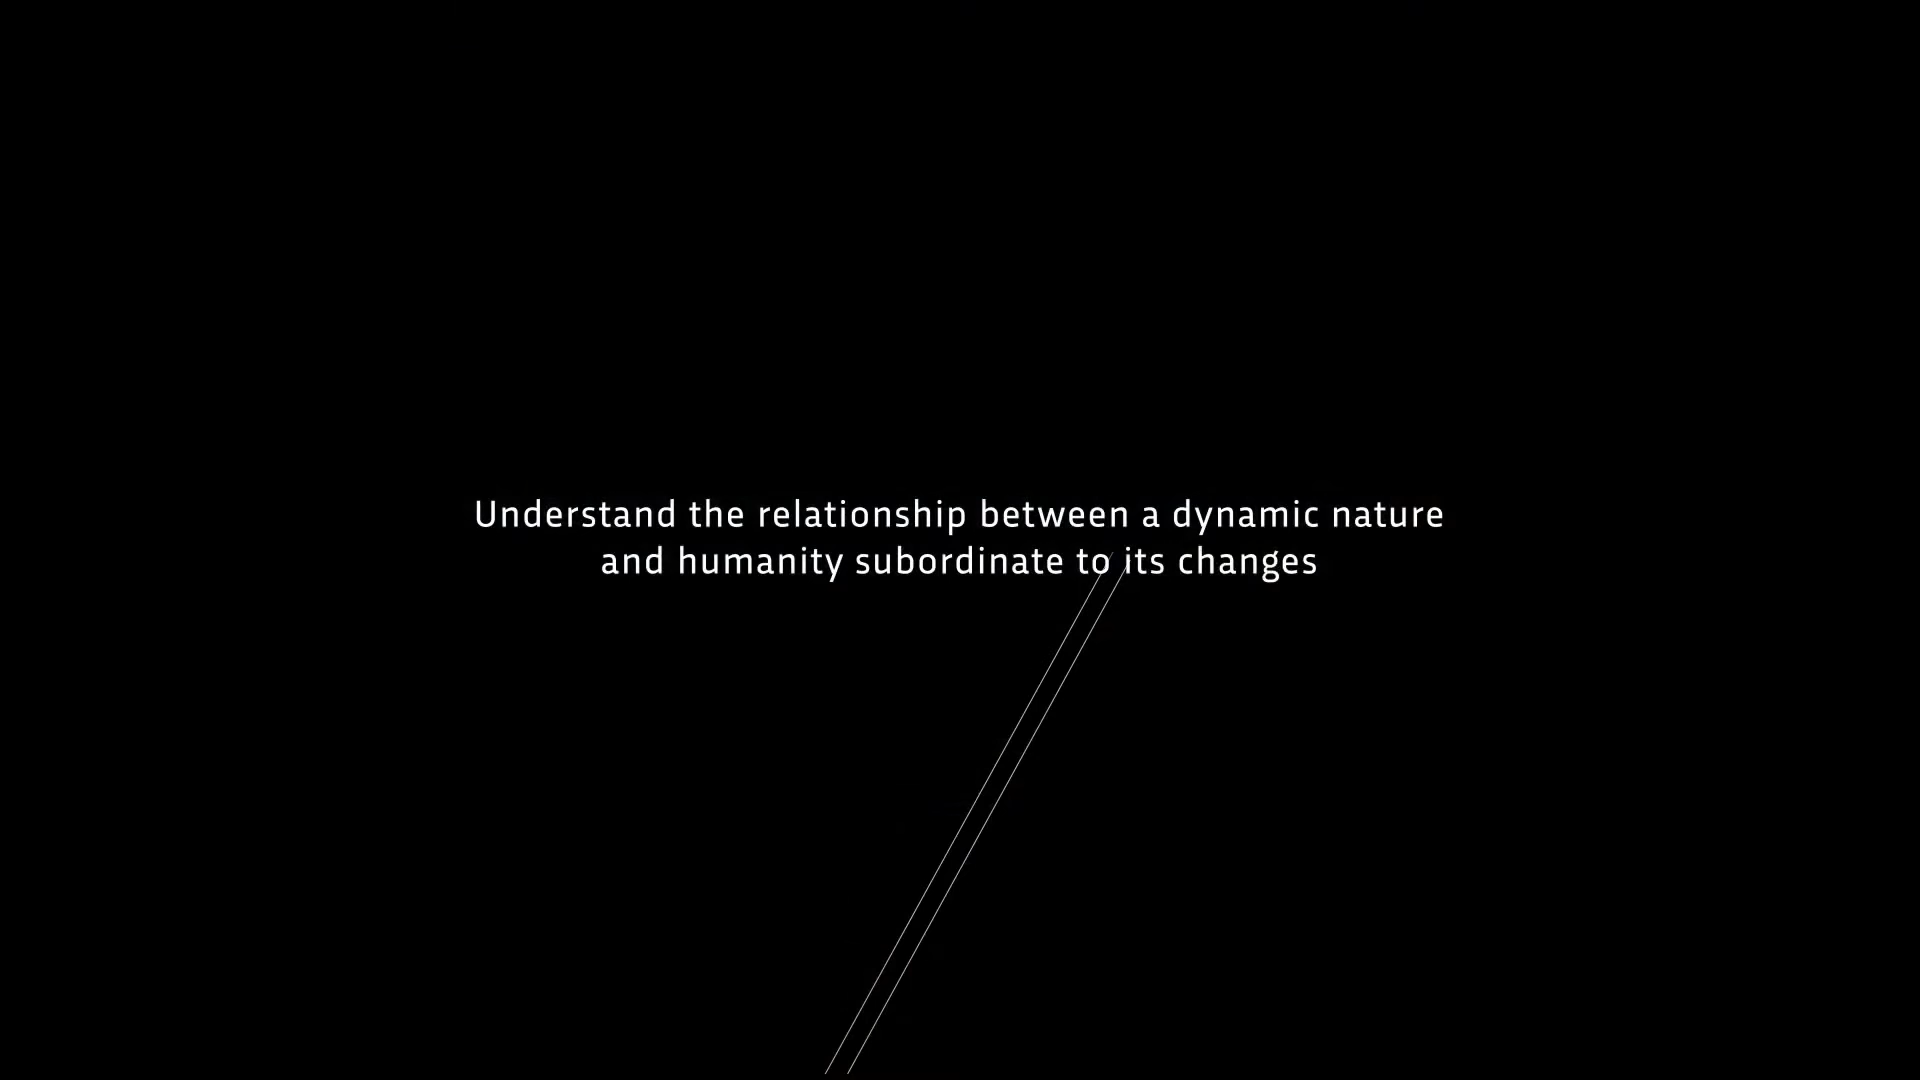 Understand the relationship between a dynamic nature
and humanity subordinate to its changes